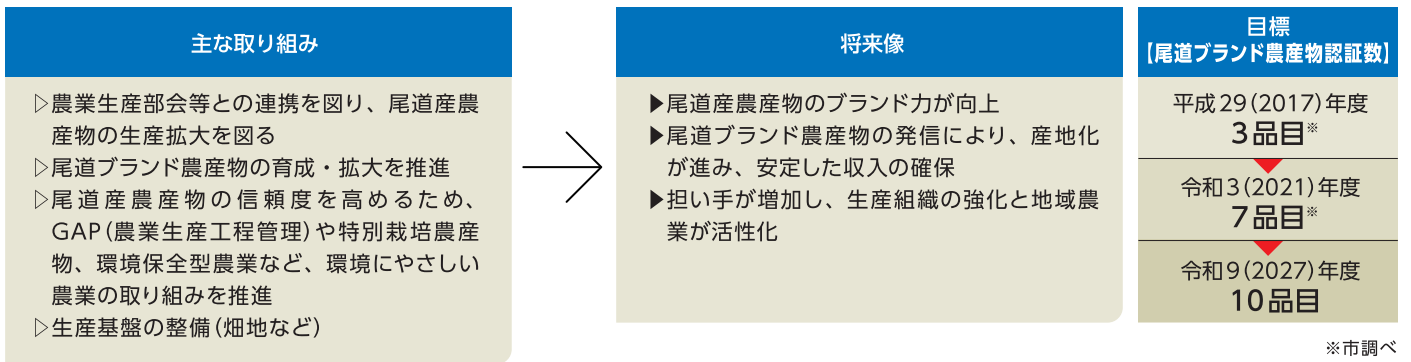 主な取り組み
▷農業生産部会等との連携を図り、尾道産農
産物の生産拡大を図る
▷尾道ブランド農産物の育成・拡大を推進
▷尾道産農産物の信頼度を高めるため、
GAP(農業生産工程管理)や特別栽培農産
物、環境保全型農業など、環境にやさしい
農業の取り組みを推進
▷生産基盤の整備(畑地など)
将来像
▶尾道産農産物のブランド力が向上
▶尾道ブランド農産物の発信により、産地化
が進み、安定した収入の確保
▶担い手が増加し、生産組織の強化と地域農
業が活性化
目標
【尾道ブランド農産物認証数】
平成29(2017)年度
3品目※
令和3(2021)年度
7品目※
令和9(2027)年度
10品目
※市調べ